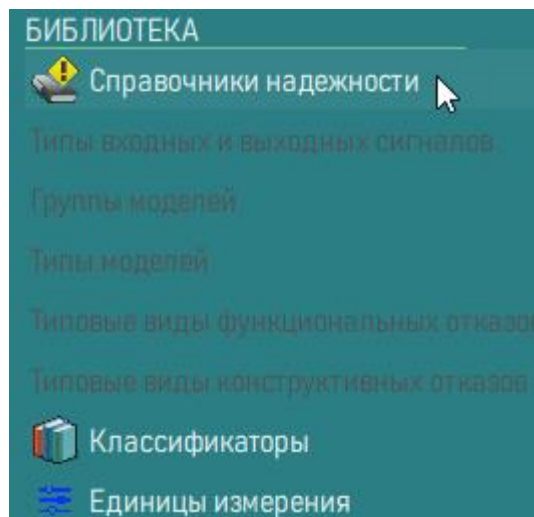 БИБЛИОТЕКА
Справочники надежности
Типы входных и выходных сигналов
Группы моделей
Типы моделей
Типовые виды функциональных отказо
Типовые виды конструктивных отказов
Классификаторы
Единицы измерения